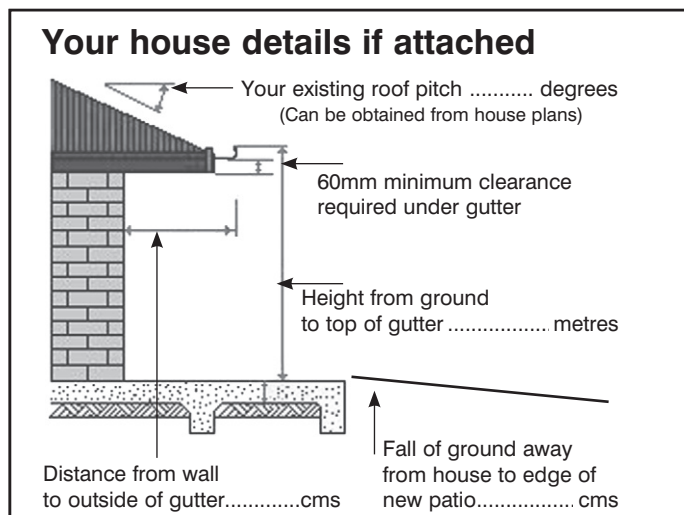 Your house details if attached
Your existing roof pitch ........... degrees
(Can be obtained from house plans)
60mm minimum clearance
required under gutter
Height from ground
to top of gutter ................. metres
Distance from wall
to outside of gutter.............cms
Fall of ground away
from house to edge of
new patio................ cms